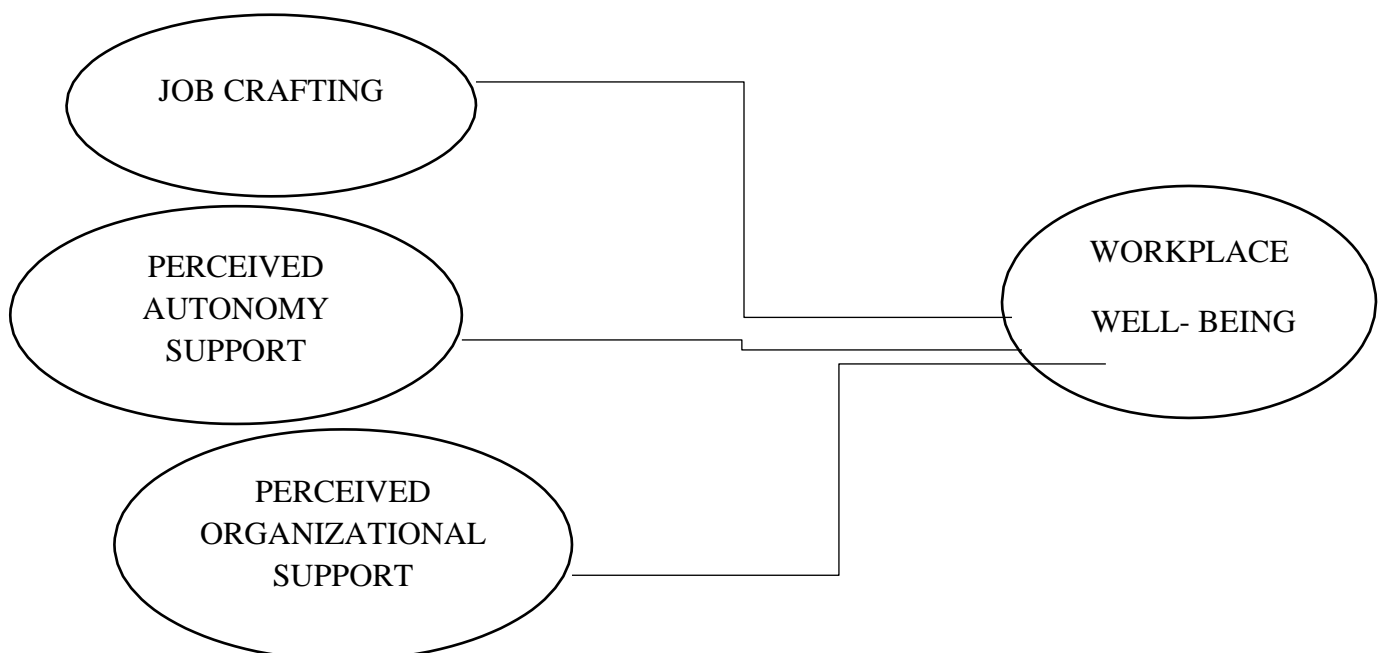 JOB CRAFTING
PERCEIVED
AUTONOMY
SUPPORT
PERCEIVED
ORGANIZATIONAL
SUPPORT
WORKPLACE
WELL- BEING